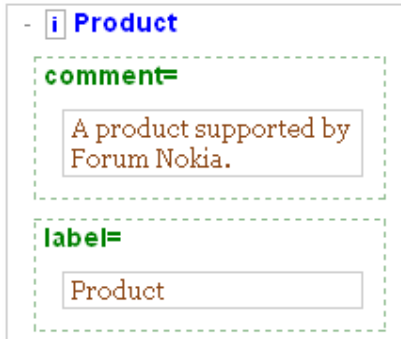 - i Product
comment=
A product supported by
Forum Nokia.
label=
Product